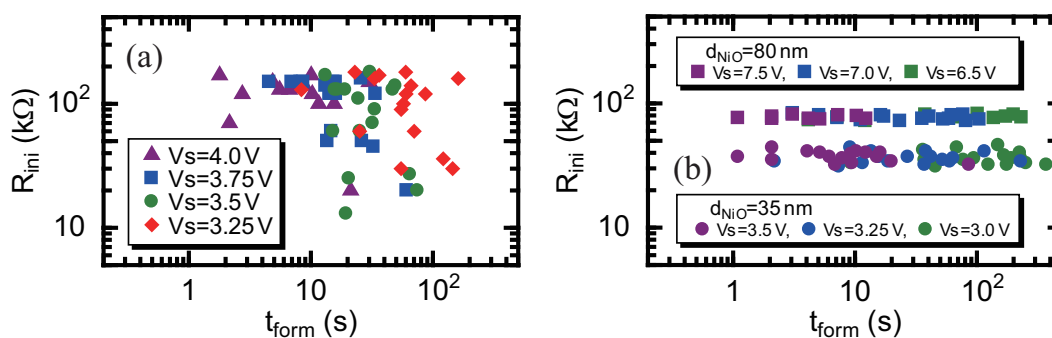 (a)
10²
10
R_ini (kΩ)
Vs=4.0 V
Vs=3.75 V
Vs=3.5 V
Vs=3.25 V
1 10 10²
t_form (s)
d_NiO=80 nm
Vs=7.5 V, Vs=7.0 V, Vs=6.5 V
10²
10
R_ini (kΩ)
(b)
d_NiO=35 nm
Vs=3.5 V, Vs=3.25 V, Vs=3.0 V
1 10 10²
t_form (s)